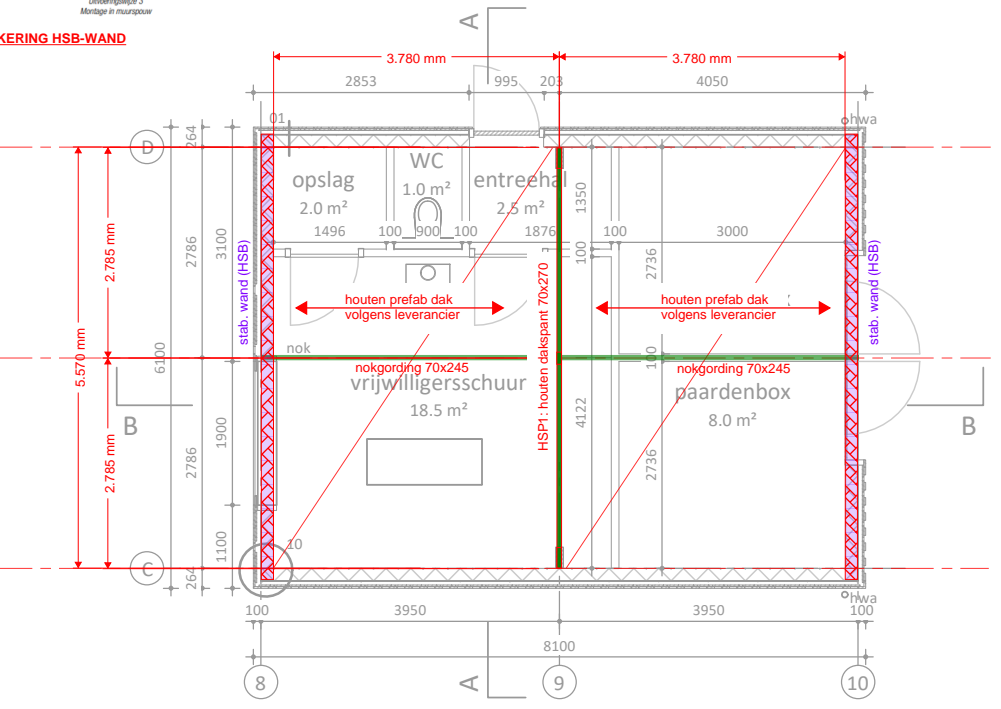 Uitvoeringswijze 3
Montage in muurspouw
KERING HSB-WAND
A
3.780 mm
3.780 mm
2853
995
203
4050
01
hwa
D
264
opslag
2.0 m²
WC
1.0 m²
entreehal
2.5 m²
1350
1496
100
900
100
1876
100
3000
2.785 mm
2786
3100
stab. wand (HSB)
100
2736
stab. wand (HSB)
houten prefab dak
volgens leverancier
HSP1: houten dakspant 70x270
houten prefab dak
volgens leverancier
5.570 mm
6100
nok
100
nokgording 70x245
nokgording 70x245
vrijwilligersschuur
18.5 m²
paardenbox
8.0 m²
B
B
2.785 mm
2786
1900
4122
2736
1100
10
C
264
hwa
100
3950
3950
100
8100
A
8
9
10